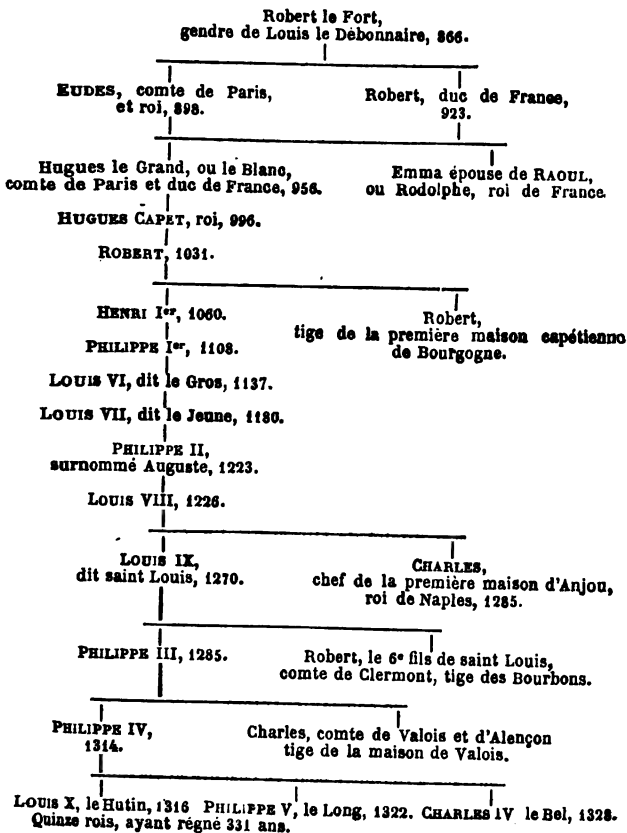 Robert le Fort,
gendre de Louis le Débonnaire, 866.
EUDES, comte de Paris,
et roi, 898.
Robert, duc de France,
923.
Hugues le Grand, ou le Blanc,
comte de Paris et duc de France, 956.
Emma épouse de RAOUL,
ou Rodolphe, roi de France.
HUGUES CAPET, roi, 996.
ROBERT, 1031.
HENRI Ier, 1060.
Robert,
tige de la première maison capétienne
de Bourgogne.
PHILIPPE Ier, 1108.
LOUIS VI, dit le Gros, 1137.
LOUIS VII, dit le Jeune, 1180.
PHILIPPE II,
surnommé Auguste, 1223.
LOUIS VIII, 1226.
LOUIS IX,
dit saint Louis, 1270.
CHARLES,
chef de la première maison d'Anjou,
roi de Naples, 1285.
PHILIPPE III, 1285.
Robert, le 6e fils de saint Louis,
comte de Clermont, tige des Bourbons.
PHILIPPE IV,
1314.
Charles, comte de Valois et d'Alençon
tige de la maison de Valois.
LOUIS X, le Hutin, 1316 PHILIPPE V, le Long, 1322. CHARLES IV le Bel, 1328.
Quinze rois, ayant régné 331 ans.